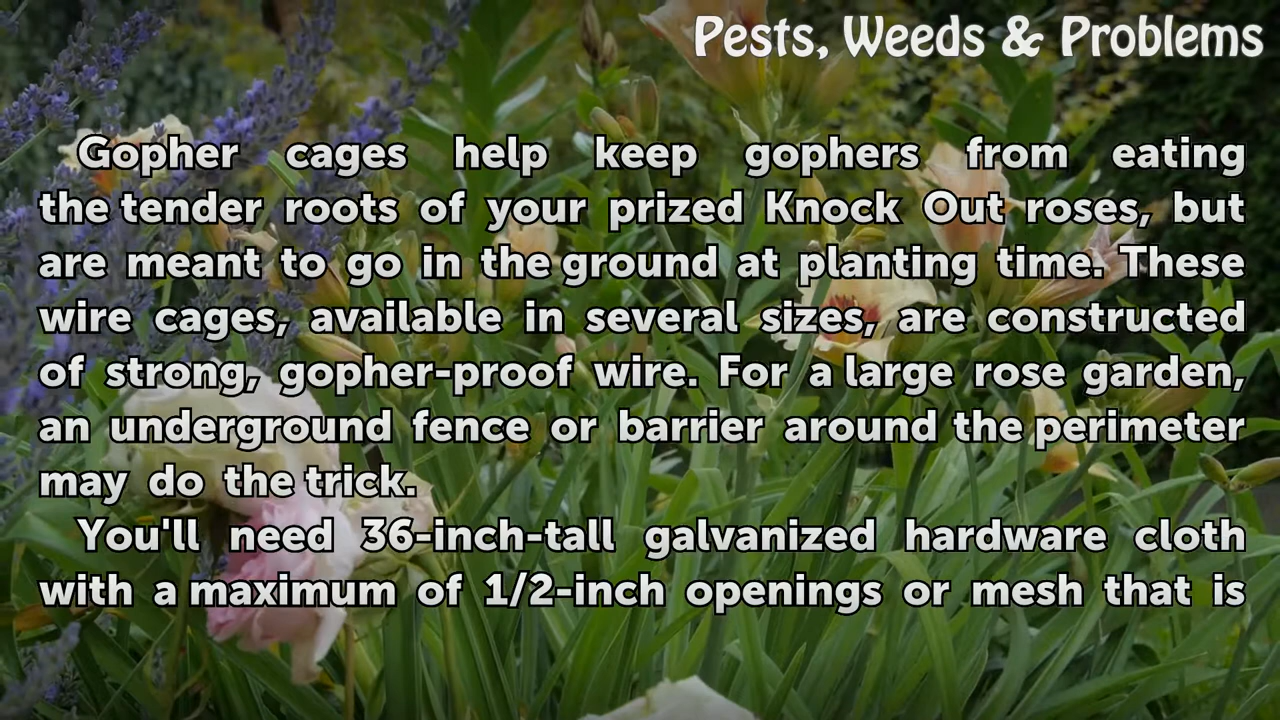 Pests, Weeds & Problems
Gopher cages help keep gophers from eating
the tender roots of your prized Knock Out roses, but
are meant to go in the ground at planting time. These
wire cages, available in several sizes, are constructed
of strong, gopher-proof wire. For a large rose garden,
an underground fence or barrier around the perimeter
may do the trick.
You'll need 36-inch-tall galvanized hardware cloth
with a maximum of 1/2-inch openings or mesh that is